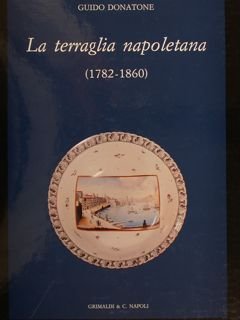 GUIDO DONATONE
La terraglia napoletana
(1782-1860)
GRIMALDI & C. NAPOLI